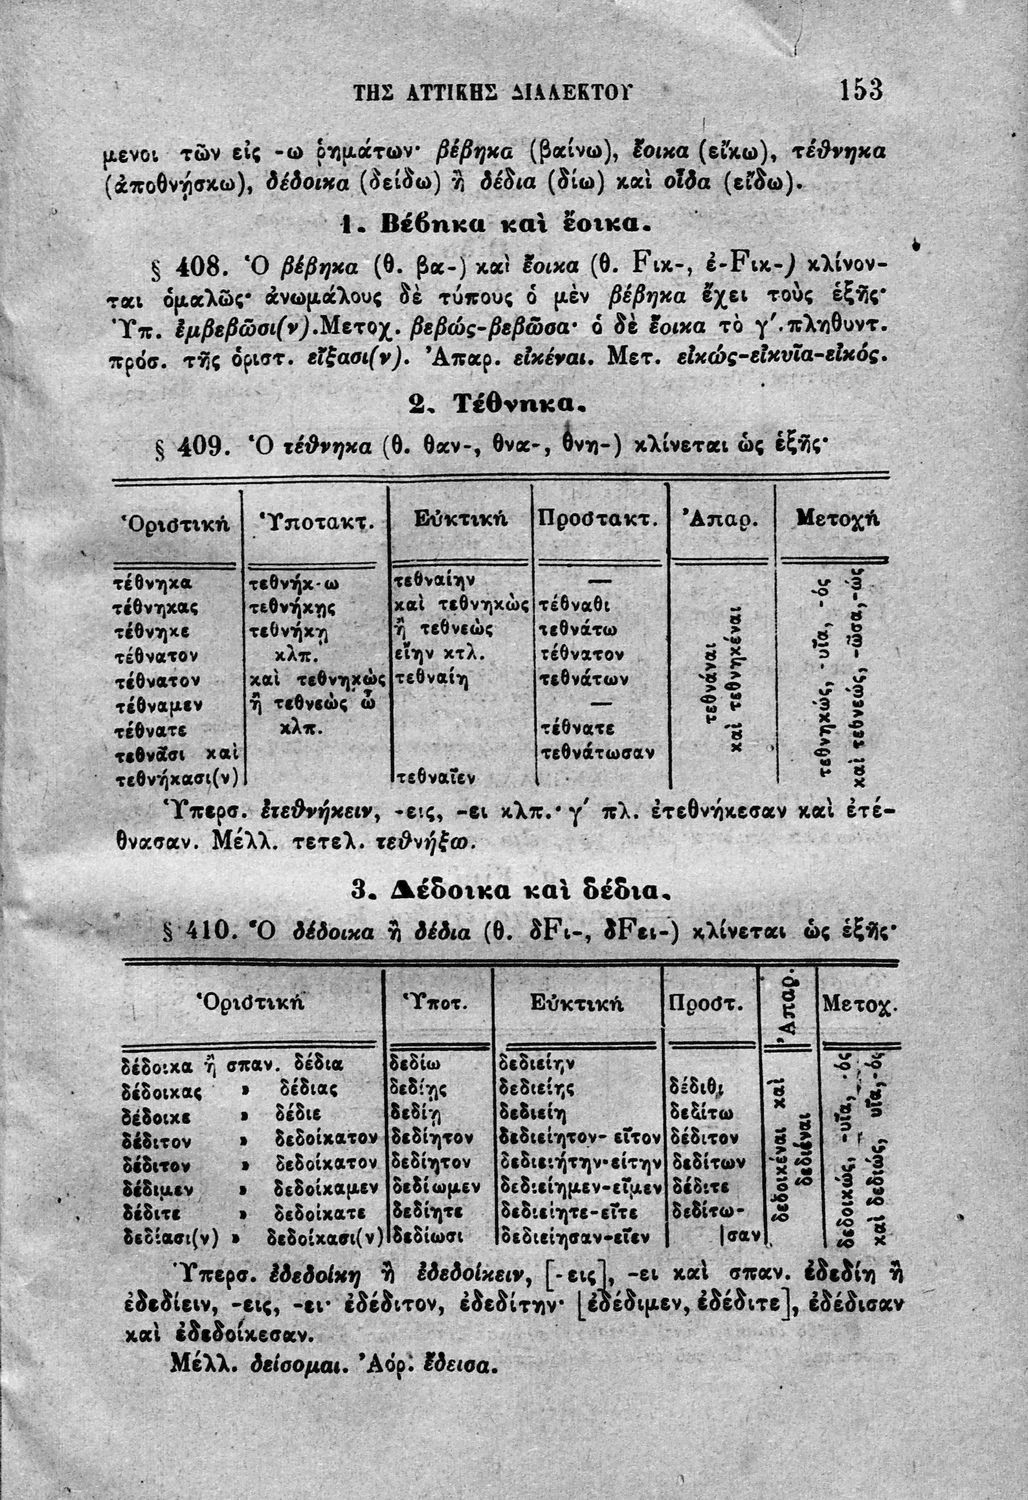 ΤΗΣ ΑΤΤΙΚΗΣ ΔΙΑΛΕΚΤΟΥ 153
μενοι τῶν εἰς -ω ῥημάτων· βέβηκα (βαίνω), ἔοικα (εἴκω), τέθνηκα
(ἀποθνήσκω), δέδοικα (δείδω) ἢ δέδια (δίω) καὶ οἶδα (εἴδω).
1. Βέβηκα καὶ ἔοικα.
§ 408. Ὁ βέβηκα (θ. βα-) καὶ ἔοικα (θ. Ϝικ-, ἐ-Ϝικ-) κλίνον-
ται ὁμαλῶς· ἀνωμάλους δὲ τύπους ὁ μὲν βέβηκα ἔχει τοὺς ἑξῆς·
Ὑπ. ἐμβεβῶσι(ν). Μετοχ. βεβώς-βεβῶσα· ὁ δὲ ἔοικα τὸ γ΄. πληθυντ.
πρόσ. τῆς ὁριστ. εἴξασι(ν). Ἀπαρ. εἰκέναι. Μετ. εἰκώς-εἰκυῖα-εἰκός.
2. Τέθνηκα.
§ 409. Ὁ τέθνηκα (θ. θαν-, θνα-, θνη-) κλίνεται ὡς ἑξῆς·
Ὁριστική Ὑποτακτ. Εὐκτική Προστακτ. Ἀπαρ. Μετοχή
τέθνηκα τεθνήκ-ω τεθναίην —
τέθνηκας τεθνήκῃς καὶ τεθνηκὼς τέθναθι
τέθνηκε τεθνήκῃ ἢ τεθνεὼς τεθνάτω
τέθνατον κλπ. εἴην κτλ. τέθνατον
τέθνατον καὶ τεθνηκὼς τεθναίη τεθνάτων
τέθναμεν ἢ τεθνεὼς ὦ —
τέθνατε κλπ. τέθνατε
τεθνᾶσι καὶ τεθνάτωσαν
τεθνήκασι(ν) τεθναῖεν
τεθνάναι
καὶ τεθνηκέναι
τεθνηκώς, -υῖα, -ός
καὶ τεθνεώς, -ῶσα, -ώς
Ὑπερσ. ἐτεθνήκειν, -εις, -ει κλπ.· γ΄ πλ. ἐτεθνήκεσαν καὶ ἐτέ-
θνασαν. Μέλλ. τετελ. τεθνήξω.
3. Δέδοικα καὶ δέδια.
§ 410. Ὁ δέδοικα ἢ δέδια (θ. δϜι-, δϜει-) κλίνεται ὡς ἑξῆς·
Ὁριστική Ὑποτ. Εὐκτική Προστ. Ἀπαρ. Μετοχ.
δέδοικα ἢ σπαν. δέδια δεδίω δεδιείην
δέδοικας » δέδιας δεδίῃς δεδιείης δέδιθι
δέδοικε » δέδιε δεδίῃ δεδιείη δεδίτω
δέδιτον » δεδοίκατον δεδίητον δεδιείητον- εῖτον δέδιτον
δέδιτον » δεδοίκατον δεδίητον δεδιειήτην-είτην δεδίτων
δέδιμεν » δεδοίκαμεν δεδίωμεν δεδιείημεν-εῖμεν δέδιτε
δέδιτε » δεδοίκατε δεδίητε δεδιείητε-εῖτε δεδίτω-
δεδίασι(ν) » δεδοίκασι(ν) δεδίωσι δεδιείησαν-εῖεν |σαν
δεδοικέναι καὶ
δεδιέναι
δεδοικώς, -υῖα, -ός
καὶ δεδιώς, υῖα,-ός
Ὑπερσ. ἐδεδοίκη ἢ ἐδεδοίκειν, [-εις], -ει καὶ σπαν. ἐδεδίη ἢ
ἐδεδίειν, -εις, -ει· ἐδέδιτον, ἐδεδίτην· [ἐδέδιμεν, ἐδέδιτε], ἐδέδισαν
καὶ ἐδεδοίκεσαν.
Μέλλ. δείσομαι. Ἀόρ. ἔδεισα.